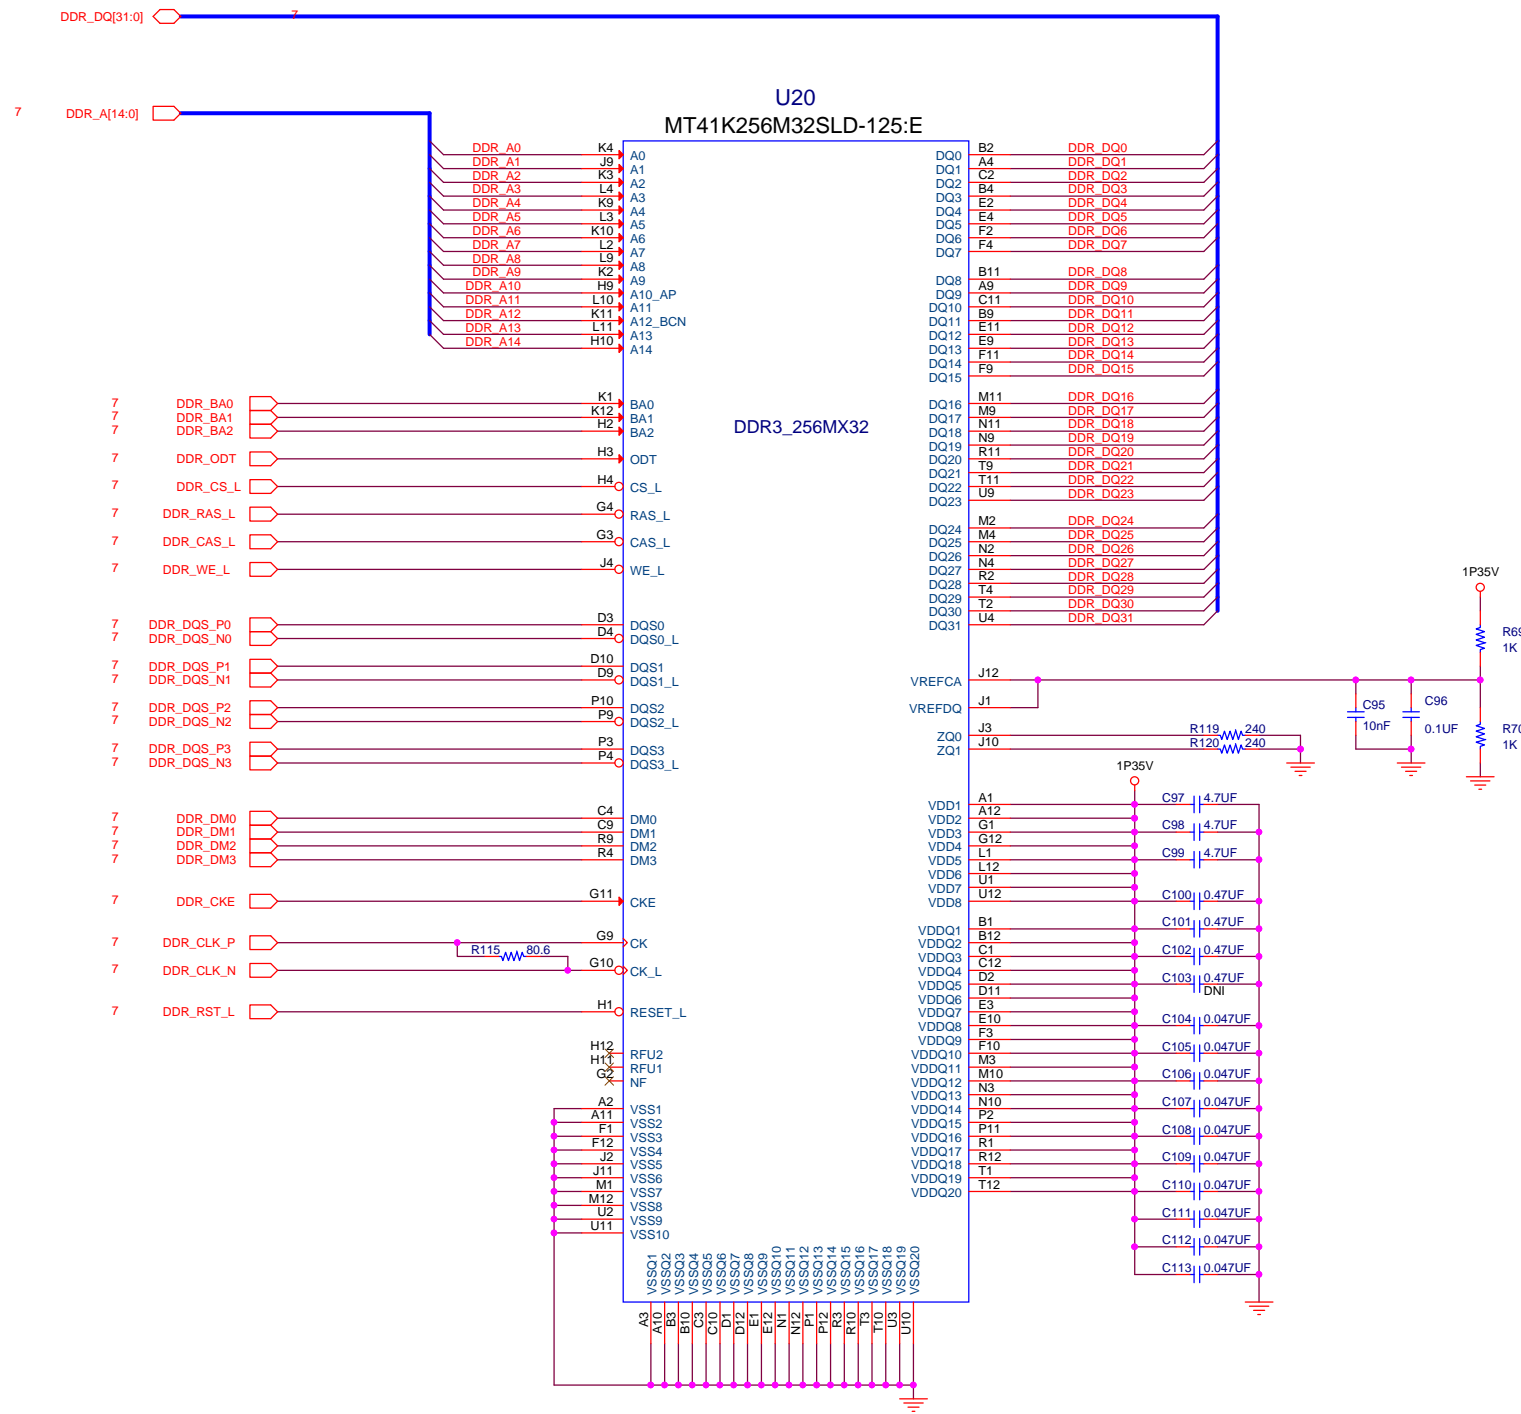 DDR_DQ[31:0] 7
7 DDR_A[14:0]
U20
MT41K256M32SLD-125:E
DDR_A0 K4 A0 DQ0 B2 DDR_DQ0
DDR_A1 J9 A1 DQ1 A4 DDR_DQ1
DDR_A2 K3 A2 DQ2 C2 DDR_DQ2
DDR_A3 L4 A3 DQ3 B4 DDR_DQ3
DDR_A4 K9 A4 DQ4 E2 DDR_DQ4
DDR_A5 L3 A5 DQ5 E4 DDR_DQ5
DDR_A6 K10 A6 DQ6 F2 DDR_DQ6
DDR_A7 L2 A7 DQ7 F4 DDR_DQ7
DDR_A8 L9 A8
DDR_A9 K2 A9 DQ8 B11 DDR_DQ8
DDR_A10 H9 A10_AP DQ9 A9 DDR_DQ9
DDR_A11 L10 A11 DQ10 C11 DDR_DQ10
DDR_A12 K11 A12_BCN DQ11 B9 DDR_DQ11
DDR_A13 L11 A13 DQ12 E11 DDR_DQ12
DDR_A14 H10 A14 DQ13 E9 DDR_DQ13
DQ14 F11 DDR_DQ14
DQ15 F9 DDR_DQ15
7 DDR_BA0 K1 BA0 DQ16 M11 DDR_DQ16
7 DDR_BA1 K12 BA1 DQ17 M9 DDR_DQ17
7 DDR_BA2 H2 BA2 DDR3_256MX32 DQ18 N11 DDR_DQ18
DQ19 N9 DDR_DQ19
7 DDR_ODT H3 ODT DQ20 R11 DDR_DQ20
DQ21 T9 DDR_DQ21
7 DDR_CS_L H4 CS_L DQ22 T11 DDR_DQ22
DQ23 U9 DDR_DQ23
7 DDR_RAS_L G4 RAS_L
DQ24 M2 DDR_DQ24
7 DDR_CAS_L G3 CAS_L DQ25 M4 DDR_DQ25
DQ26 N2 DDR_DQ26
7 DDR_WE_L J4 WE_L DQ27 N4 DDR_DQ27
DQ28 R2 DDR_DQ28
DQ29 T4 DDR_DQ29
DQ30 T2 DDR_DQ30
DQ31 U4 DDR_DQ31
1P35V
7 DDR_DQS_P0 D3 DQS0
7 DDR_DQS_N0 D4 DQS0_L
R69
1K
7 DDR_DQS_P1 D10 DQS1
7 DDR_DQS_N1 D9 DQS1_L VREFCA J12
7 DDR_DQS_P2 P10 DQS2 VREFDQ J1
7 DDR_DQS_N2 P9 DQS2_L
C95
10nF
C96
0.1UF
R70
1K
7 DDR_DQS_P3 P3 DQS3 ZQ0 J3 R119 240
7 DDR_DQS_N3 P4 DQS3_L ZQ1 J10 R120 240
1P35V
VDD1 A1 C97 4.7UF
7 DDR_DM0 C4 DM0 VDD2 A12
7 DDR_DM1 C9 DM1 VDD3 G1 C98 4.7UF
7 DDR_DM2 R9 DM2 VDD4 G12
7 DDR_DM3 R4 DM3 VDD5 L1 C99 4.7UF
VDD6 L12
VDD7 U1
7 DDR_CKE G11 CKE VDD8 U12 C100 0.47UF
VDDQ1 B1 C101 0.47UF
7 DDR_CLK_P G9 CK VDDQ2 B12
R115 80.6 VDDQ3 C1 C102 0.47UF
7 DDR_CLK_N G10 CK_L VDDQ4 C12
VDDQ5 D2 C103 0.47UF
DNI
VDDQ6 D11
7 DDR_RST_L H1 RESET_L VDDQ7 E3
VDDQ8 E10 C104 0.047UF
VDDQ9 F3
H12 RFU2 VDDQ10 F10 C105 0.047UF
H11 RFU1 VDDQ11 M3
G2 NF VDDQ12 M10 C106 0.047UF
VDDQ13 N3
A2 VSS1 VDDQ14 N10 C107 0.047UF
A11 VSS2 VDDQ15 P2
F1 VSS3 VDDQ16 P11 C108 0.047UF
F12 VSS4 VDDQ17 R1
J2 VSS5 VDDQ18 R12 C109 0.047UF
J11 VSS6 VDDQ19 T1
M1 VSS7 VDDQ20 T12 C110 0.047UF
M12 VSS8
U2 VSS9 C111 0.047UF
U11 VSS10
C112 0.047UF
C113 0.047UF
VSSQ1 VSSQ2 VSSQ3 VSSQ4 VSSQ5 VSSQ6 VSSQ7 VSSQ8 VSSQ9 VSSQ10 VSSQ11 VSSQ12 VSSQ13 VSSQ14 VSSQ15 VSSQ16 VSSQ17 VSSQ18 VSSQ19 VSSQ20
A3 A10 B3 B10 C3 C10 D1 D12 E1 E12 N1 N12 P1 P12 R3 R10 T3 T10 U3 U10